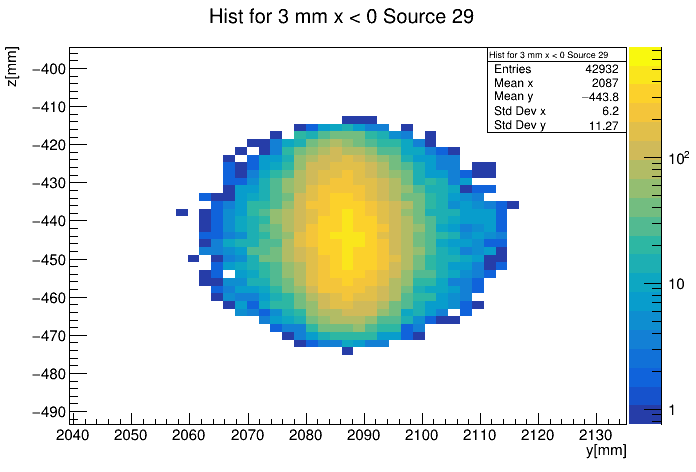 Hist for 3 mm x < 0 Source 29
z[mm]
Hist for 3 mm x < 0 Source 29
Entries 42932
Mean x 2087
Mean y −443.8
Std Dev x 6.2
Std Dev y 11.27
−400
−410
−420
−430
−440
−450
−460
−470
−480
−490
10²
10
1
2040 2050 2060 2070 2080 2090 2100 2110 2120 2130
y[mm]